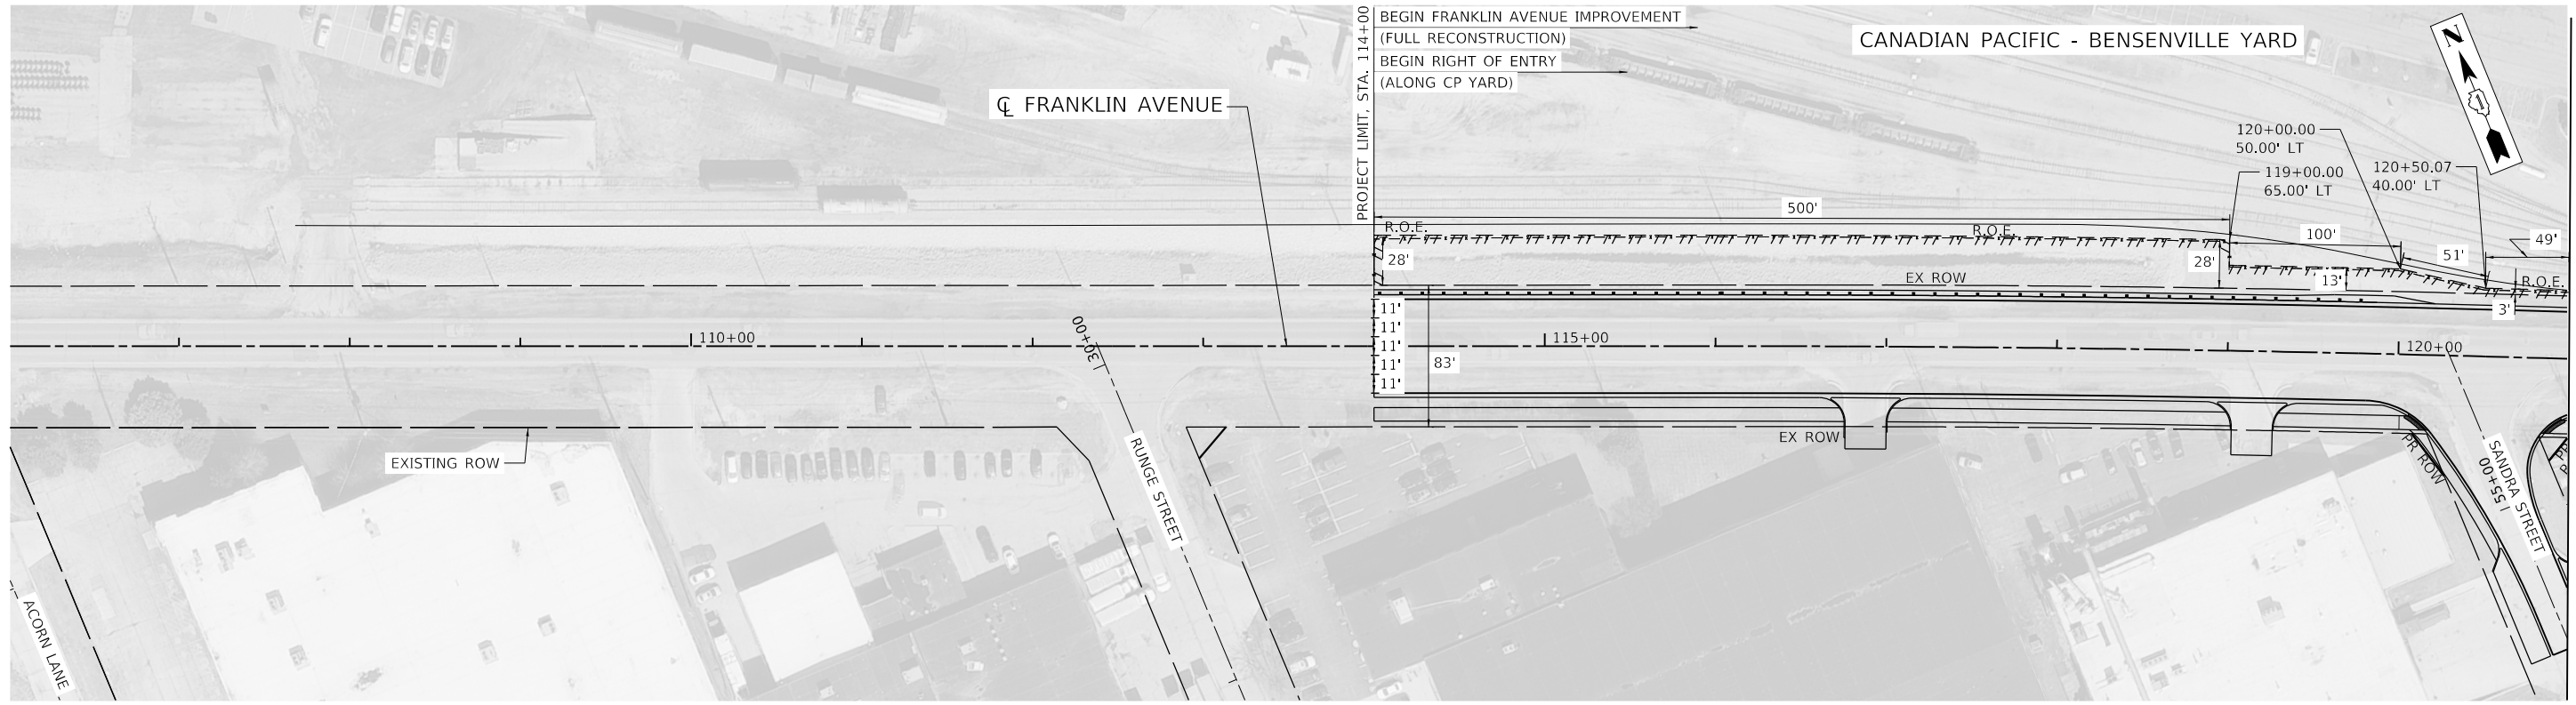 PROJECT LIMIT, STA. 114+00
BEGIN FRANKLIN AVENUE IMPROVEMENT
(FULL RECONSTRUCTION)
BEGIN RIGHT OF ENTRY
(ALONG CP YARD)
CANADIAN PACIFIC - BENSENVILLE YARD
N
℄ FRANKLIN AVENUE
120+00.00
50.00' LT
119+00.00
65.00' LT
120+50.07
40.00' LT
500'
R.O.E.
R.O.E.
100'
49'
51'
28'
28'
13'
EX ROW
R.O.E.
3'
11'
11'
11'
11'
11'
83'
110+00
115+00
120+00
130+00
EXISTING ROW
EX ROW
PR ROW
RUNGE STREET
SANDRA STREET
155+00
ACORN LANE